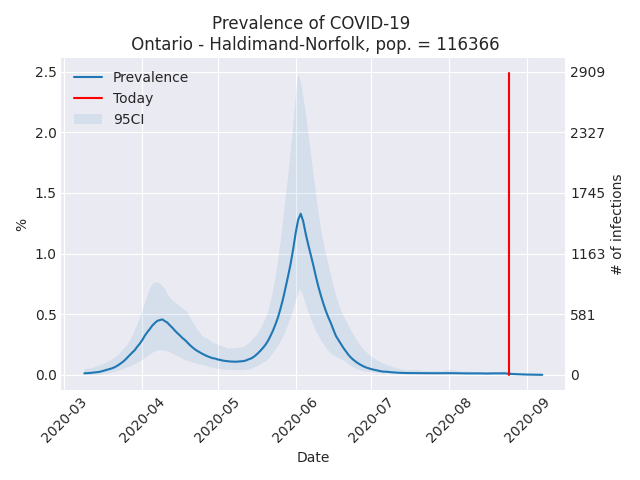 Prevalence of COVID-19
Ontario - Haldimand-Norfolk, pop. = 116366
Prevalence
Today
95CI
2.5
2.0
1.5
1.0
0.5
0.0
%
2909
2327
1745
1163
581
0
# of infections
2020-03
2020-04
2020-05
2020-06
2020-07
2020-08
2020-09
Date